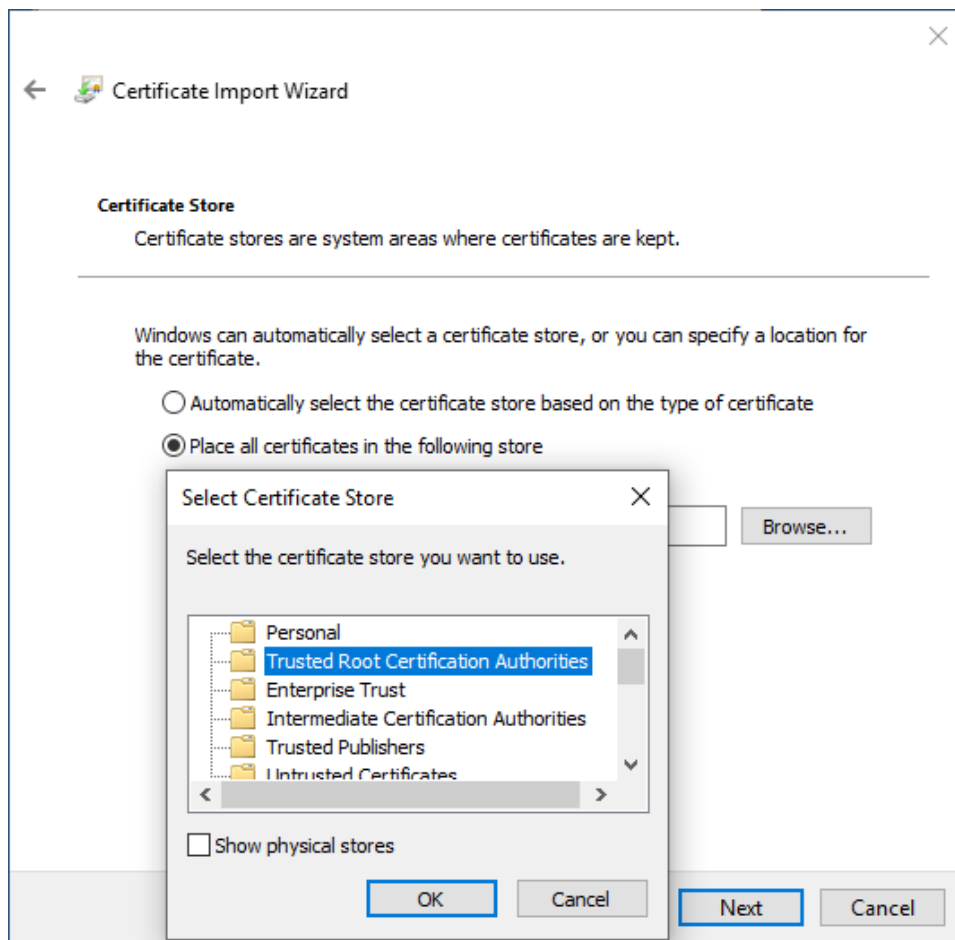 Certificate Import Wizard
Certificate Store
Certificate stores are system areas where certificates are kept.
Windows can automatically select a certificate store, or you can specify a location for
the certificate.
Automatically select the certificate store based on the type of certificate
Place all certificates in the following store
Select Certificate Store
Browse...
Select the certificate store you want to use.
Personal
Trusted Root Certification Authorities
Enterprise Trust
Intermediate Certification Authorities
Trusted Publishers
Untrusted Certificates
Show physical stores
OK
Cancel
Next
Cancel